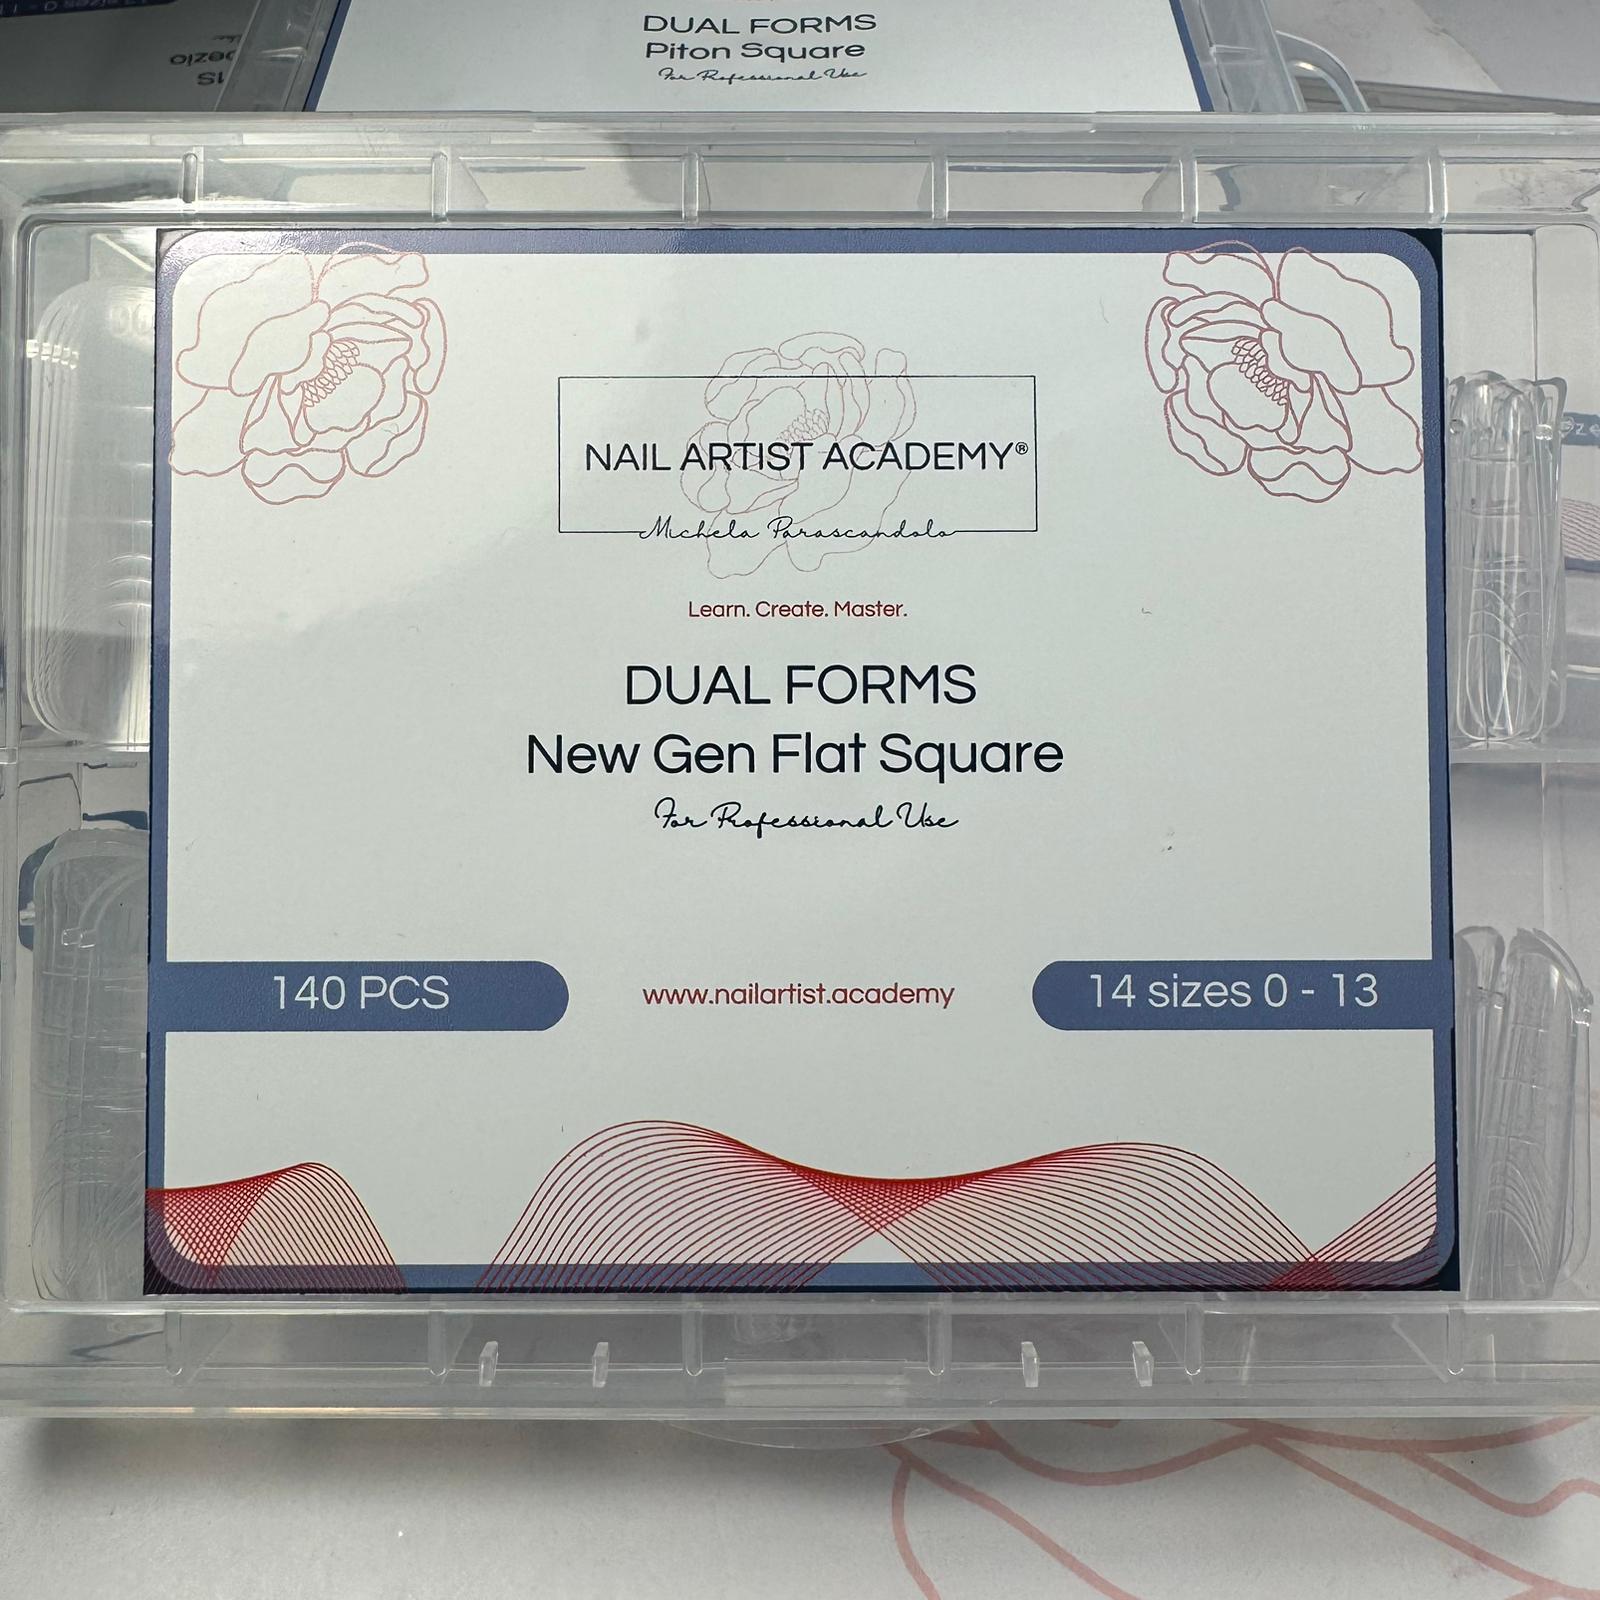 DUAL FORMS
Piton Square
For Professional Use
NAIL ARTIST ACADEMY®
Michela Parascandolo
Learn. Create. Master.
DUAL FORMS
New Gen Flat Square
For Professional Use
140 PCS
www.nailartist.academy
14 sizes 0 - 13